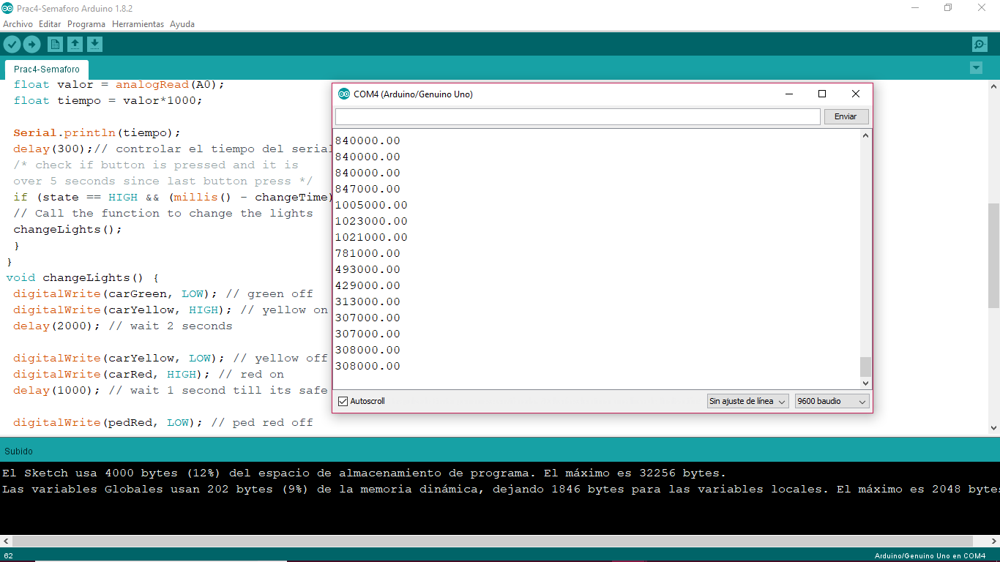 Prac4-Semaforo Arduino 1.8.2
Archivo Editar Programa Herramientas Ayuda
Prac4-Semaforo
float valor = analogRead(A0);
float tiempo = valor*1000;
Serial.println(tiempo);
delay(300);// controlar el tiempo del serial
/* check if button is pressed and it is
over 5 seconds since last button press */
if (state == HIGH && (millis() - changeTime)
// Call the function to change the lights
changeLights();
}
}
void changeLights() {
digitalWrite(carGreen, LOW); // green off
digitalWrite(carYellow, HIGH); // yellow on
delay(2000); // wait 2 seconds
digitalWrite(carYellow, LOW); // yellow off
digitalWrite(carRed, HIGH); // red on
delay(1000); // wait 1 second till its safe
digitalWrite(pedRed, LOW); // ped red off
COM4 (Arduino/Genuino Uno)
Enviar
840000.00
840000.00
840000.00
847000.00
1005000.00
1023000.00
1021000.00
781000.00
493000.00
429000.00
313000.00
307000.00
307000.00
308000.00
308000.00
Autoscroll
Sin ajuste de línea
9600 baudio
Subido
El Sketch usa 4000 bytes (12%) del espacio de almacenamiento de programa. El máximo es 32256 bytes.
Las variables Globales usan 202 bytes (9%) de la memoria dinámica, dejando 1846 bytes para las variables locales. El máximo es 2048 bytes
62
Arduino/Genuino Uno en COM4